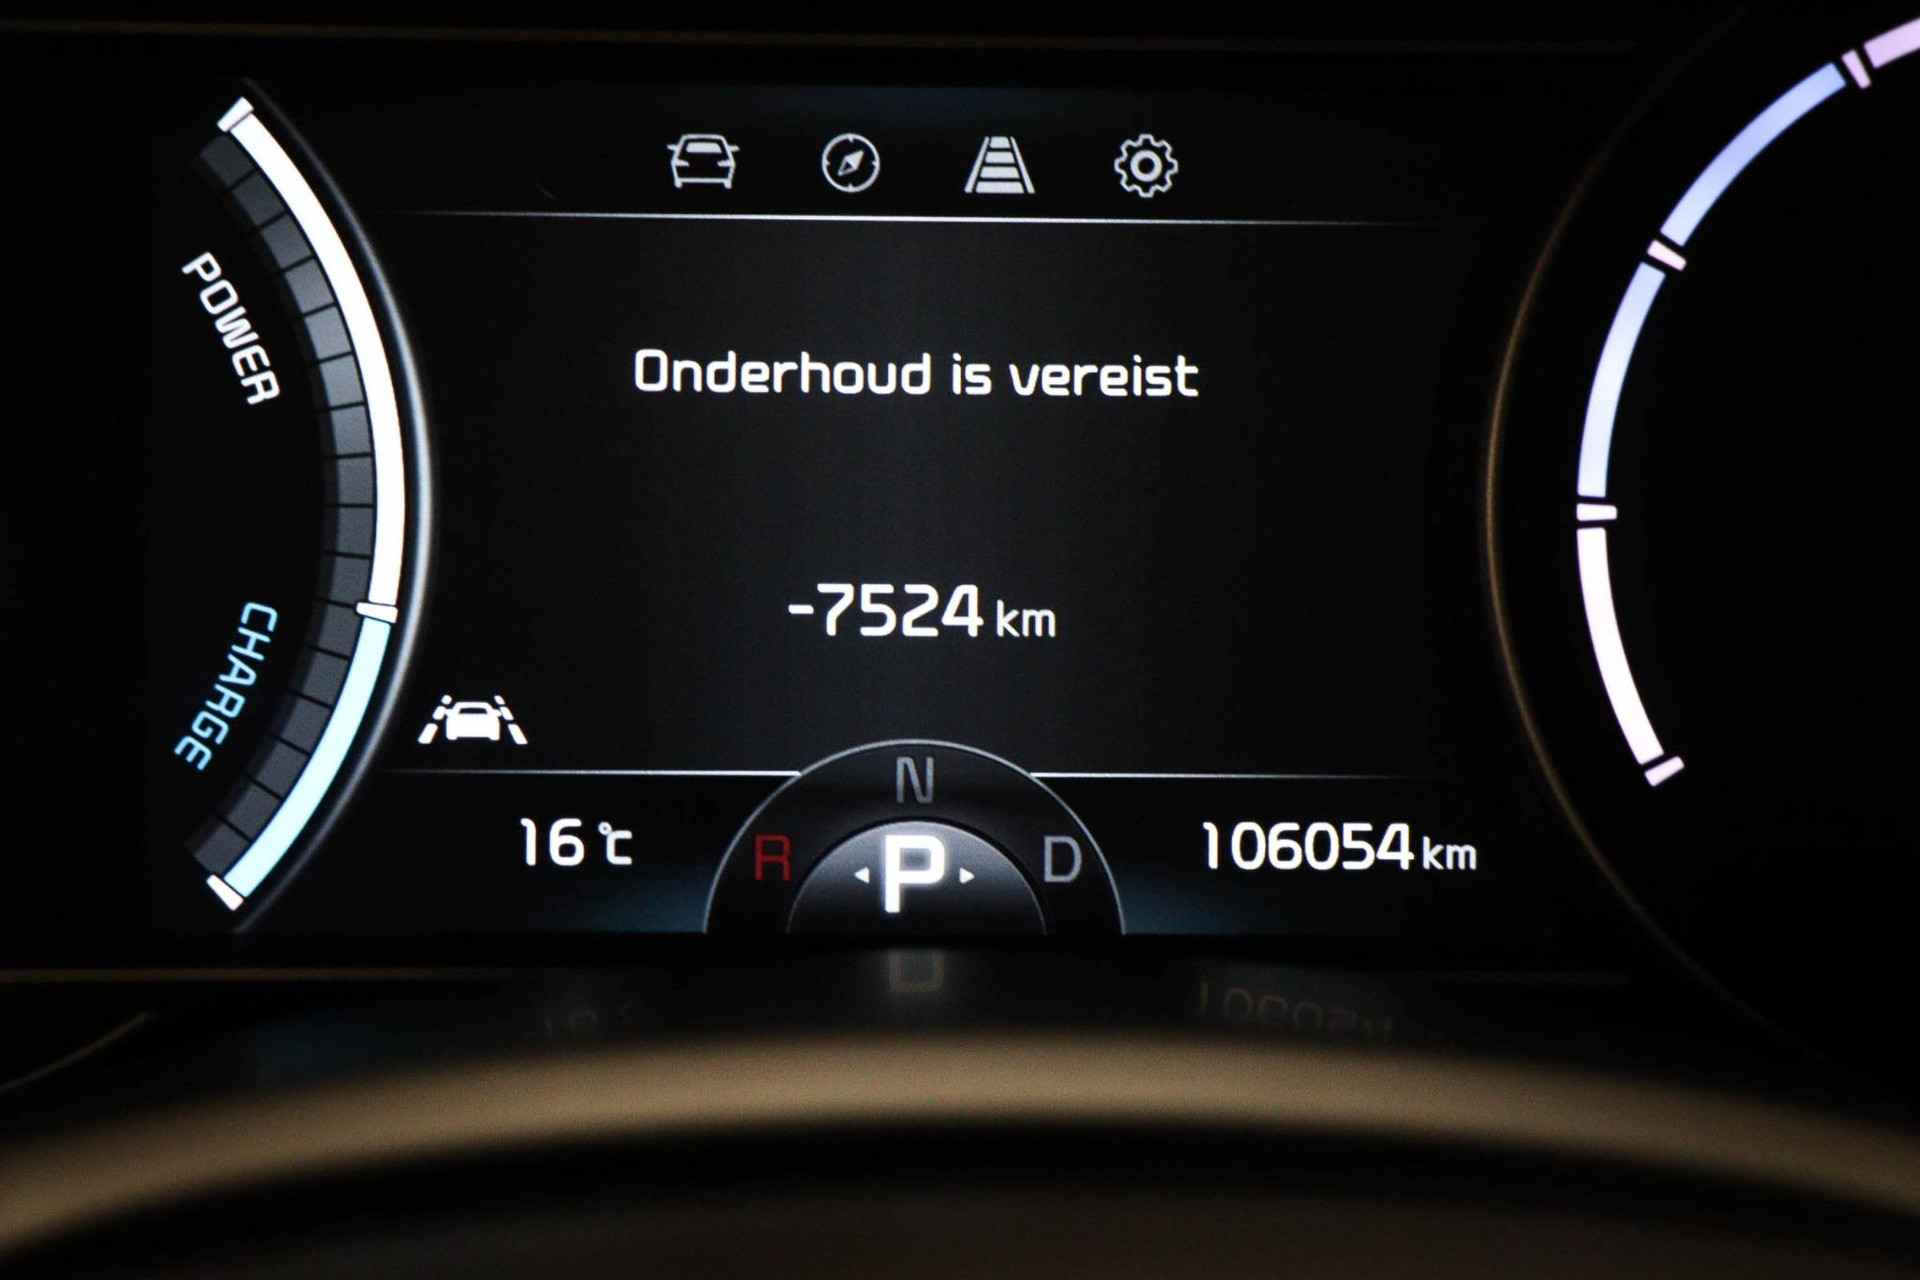 POWER
Onderhoud is vereist
-7524 km
CHARGE
N
16 ℃
R
P
D
106054 km